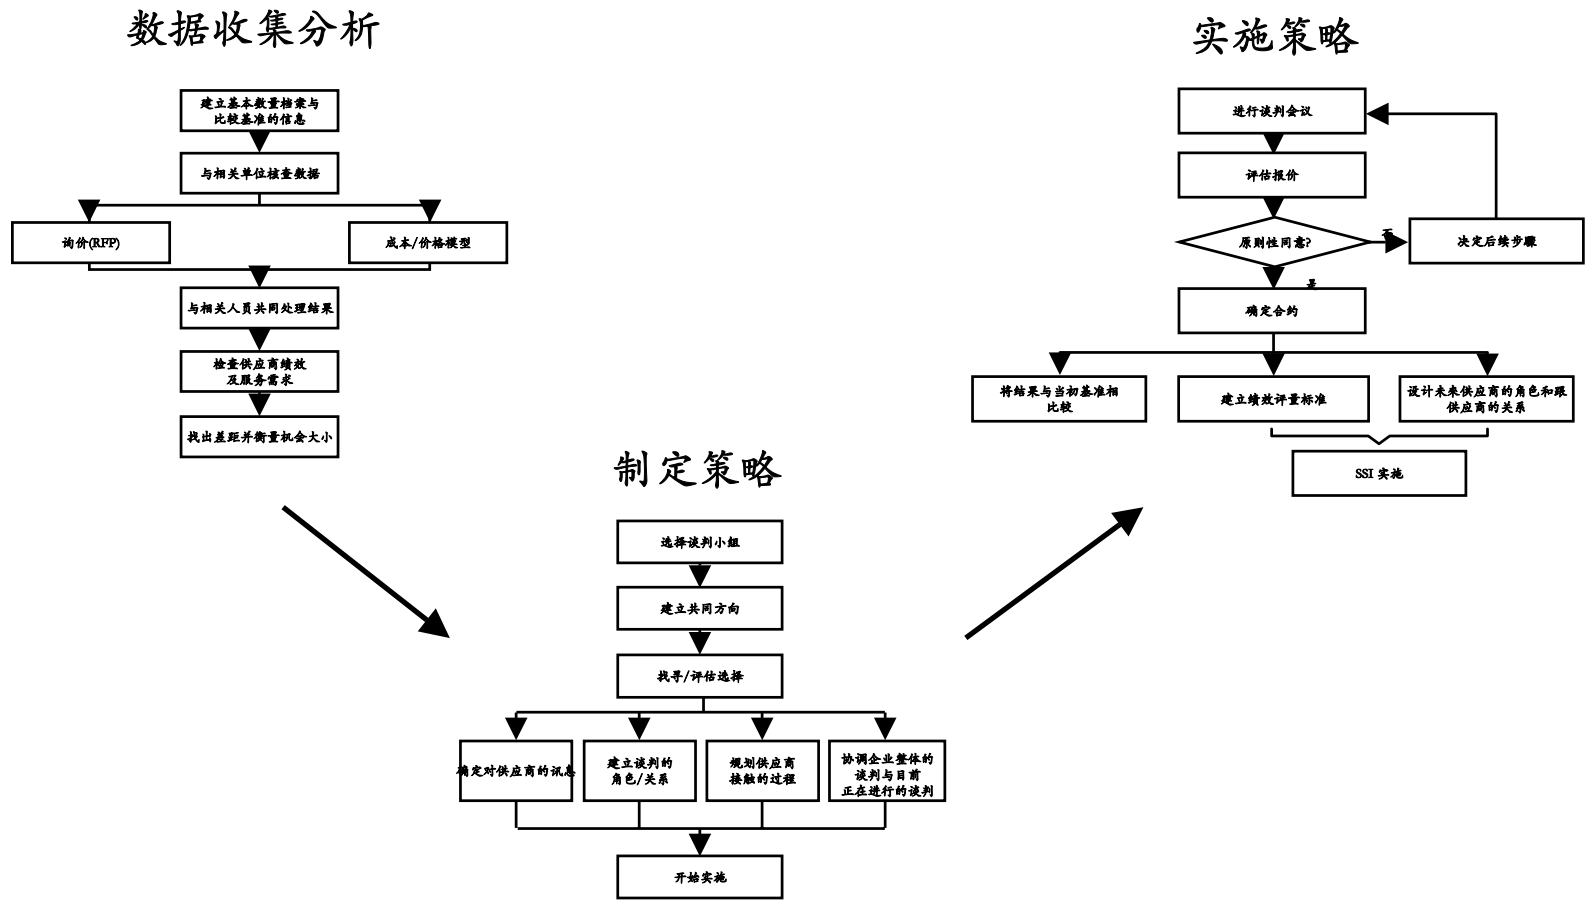 数据收集分析
建立基本数量档案与
比较基准的信息
与相关单位核查数据
询价(RFP)
成本/价格模型
与相关人员共同处理结果
检查供应商绩效
及服务需求
找出差距并衡量机会大小
制定策略
选择谈判小组
建立共同方向
找寻/评估选择
确定对供应商的讯息
建立谈判的
角色/关系
规划供应商
接触的过程
协调企业整体的
谈判与目前
正在进行的谈判
开始实施
实施策略
进行谈判会议
评估报价
原则性同意?
否
决定后续步骤
是
确定合约
将结果与当初基准相
比较
建立绩效评量标准
设计未来供应商的角色和跟
供应商的关系
SSI 实施